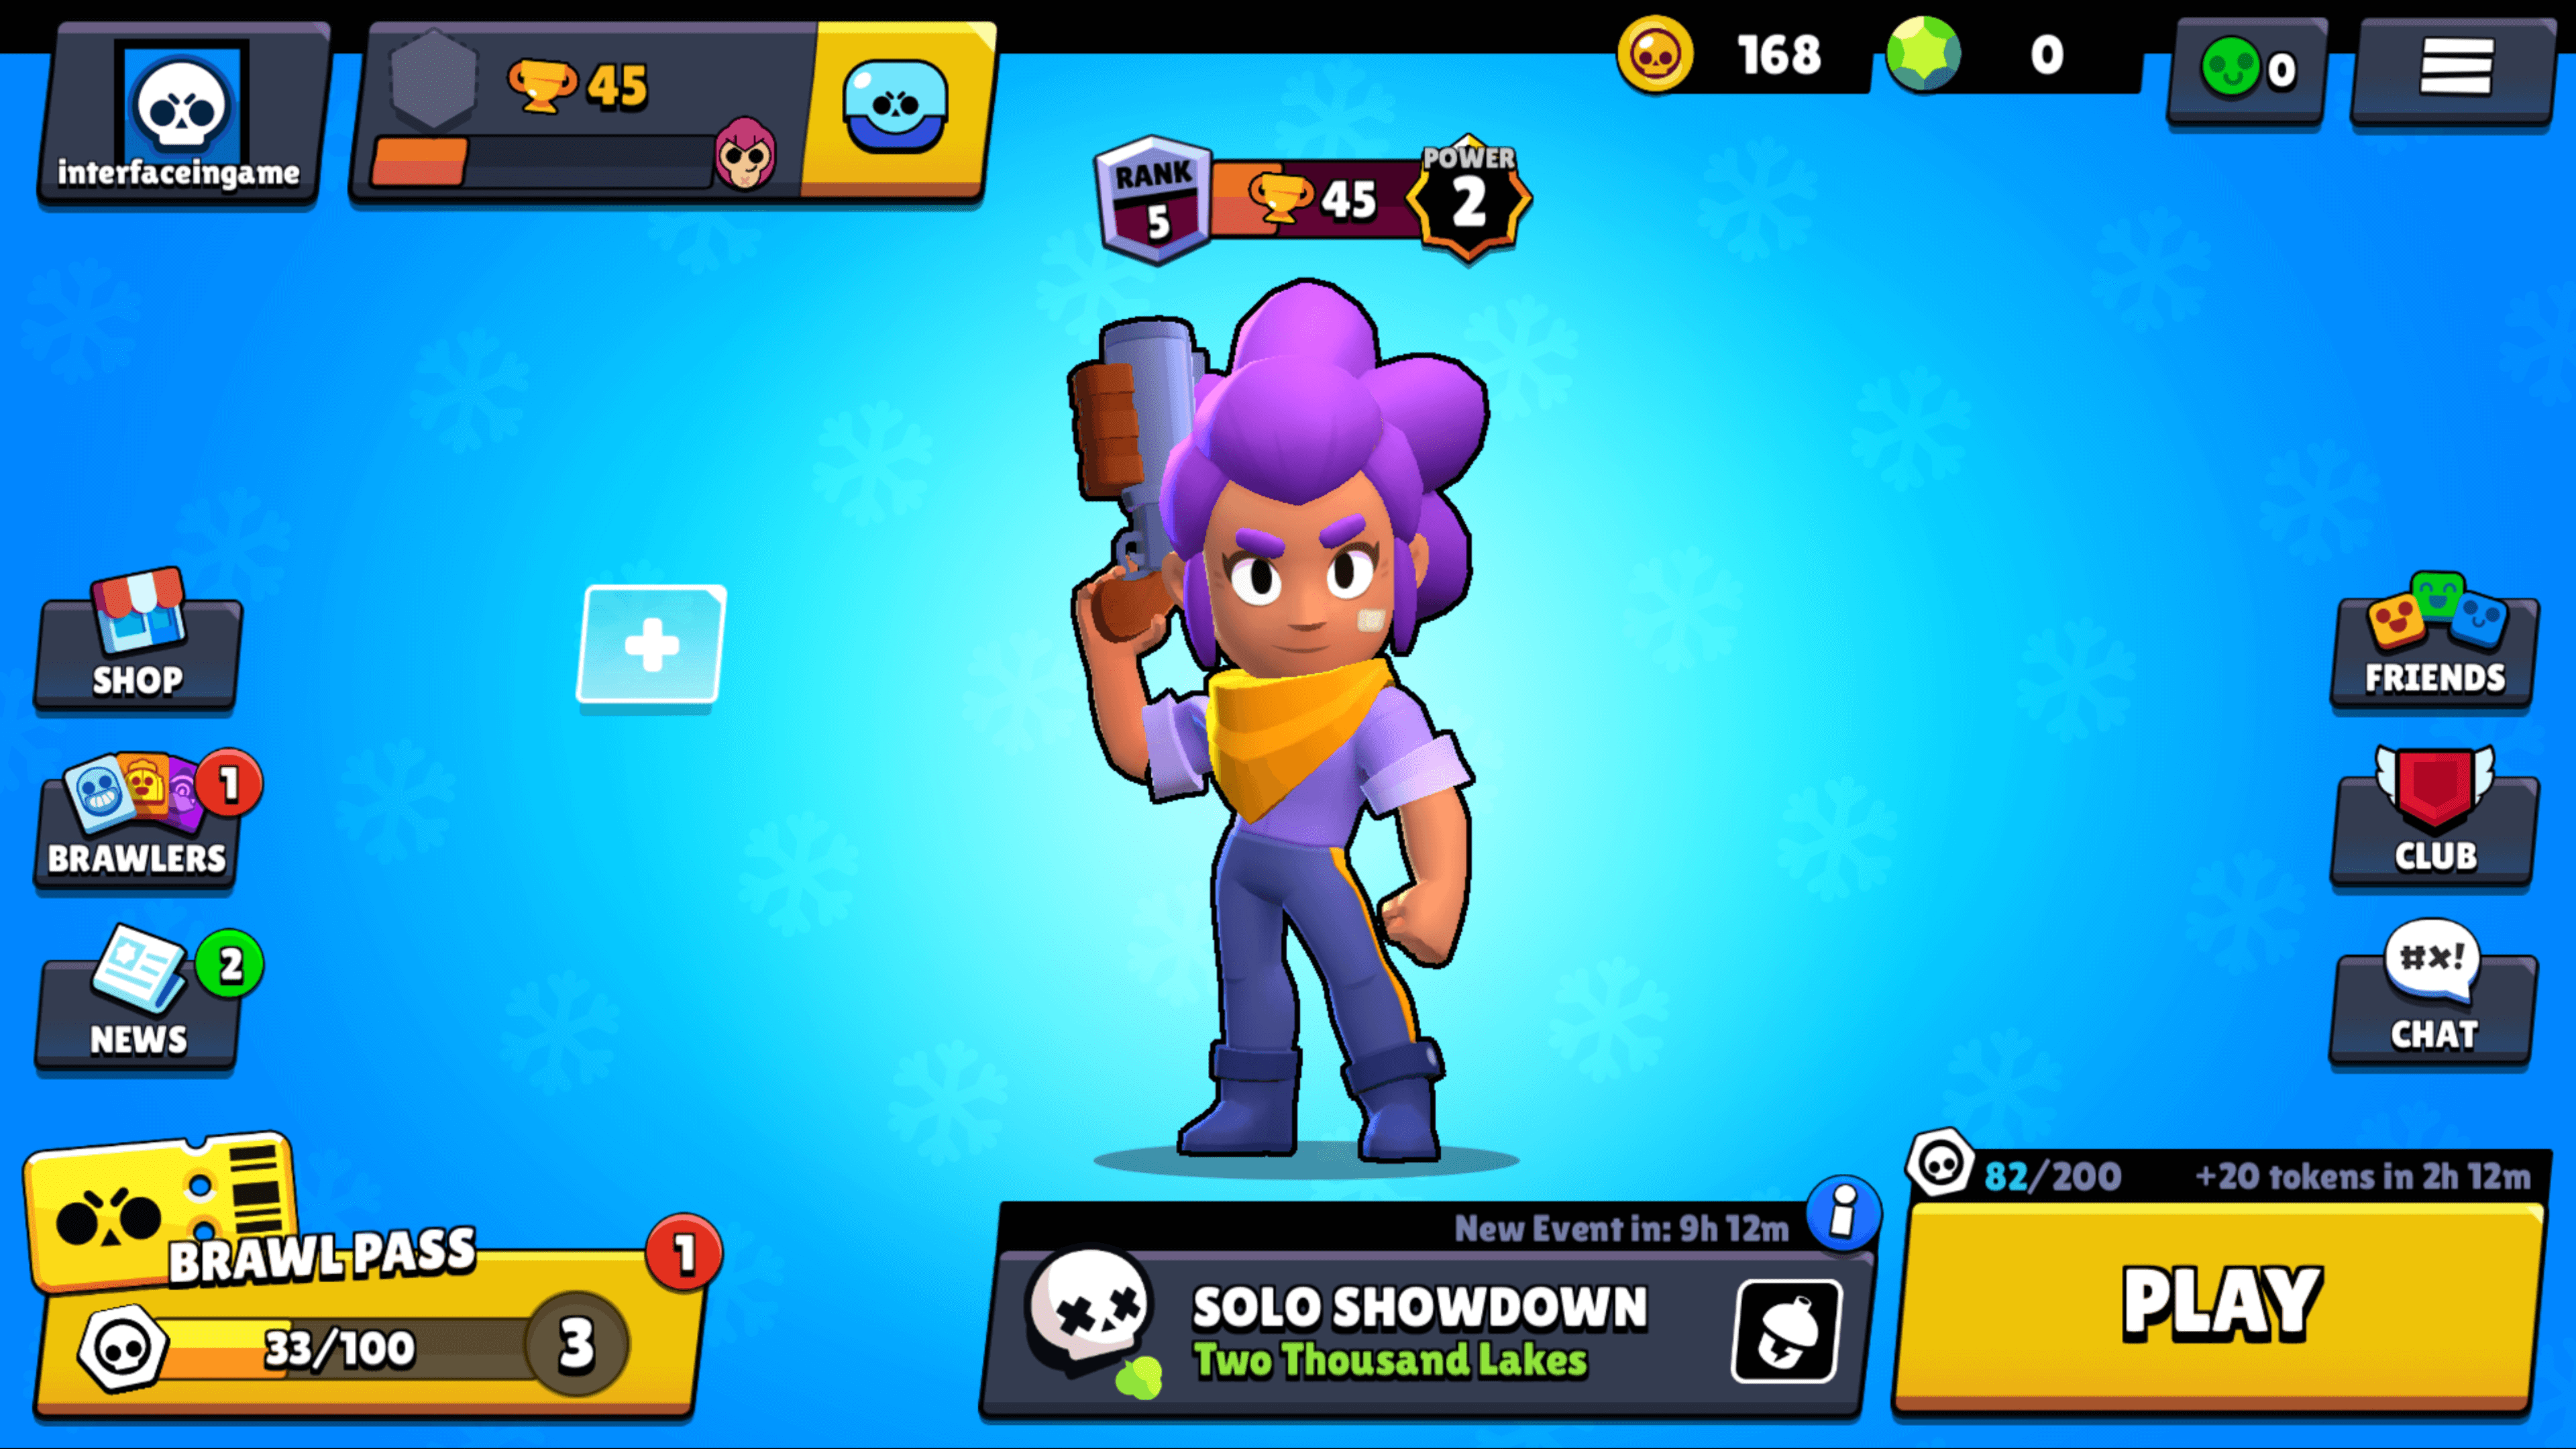 interfaceingame
45
168
0
0
RANK
5
45
POWER
2
SHOP
BRAWLERS
1
NEWS
2
FRIENDS
CLUB
#×!
CHAT
BRAWL PASS
1
33/100
3
New Event in: 9h 12m
i
SOLO SHOWDOWN
Two Thousand Lakes
82/200
+20 tokens in 2h 12m
PLAY